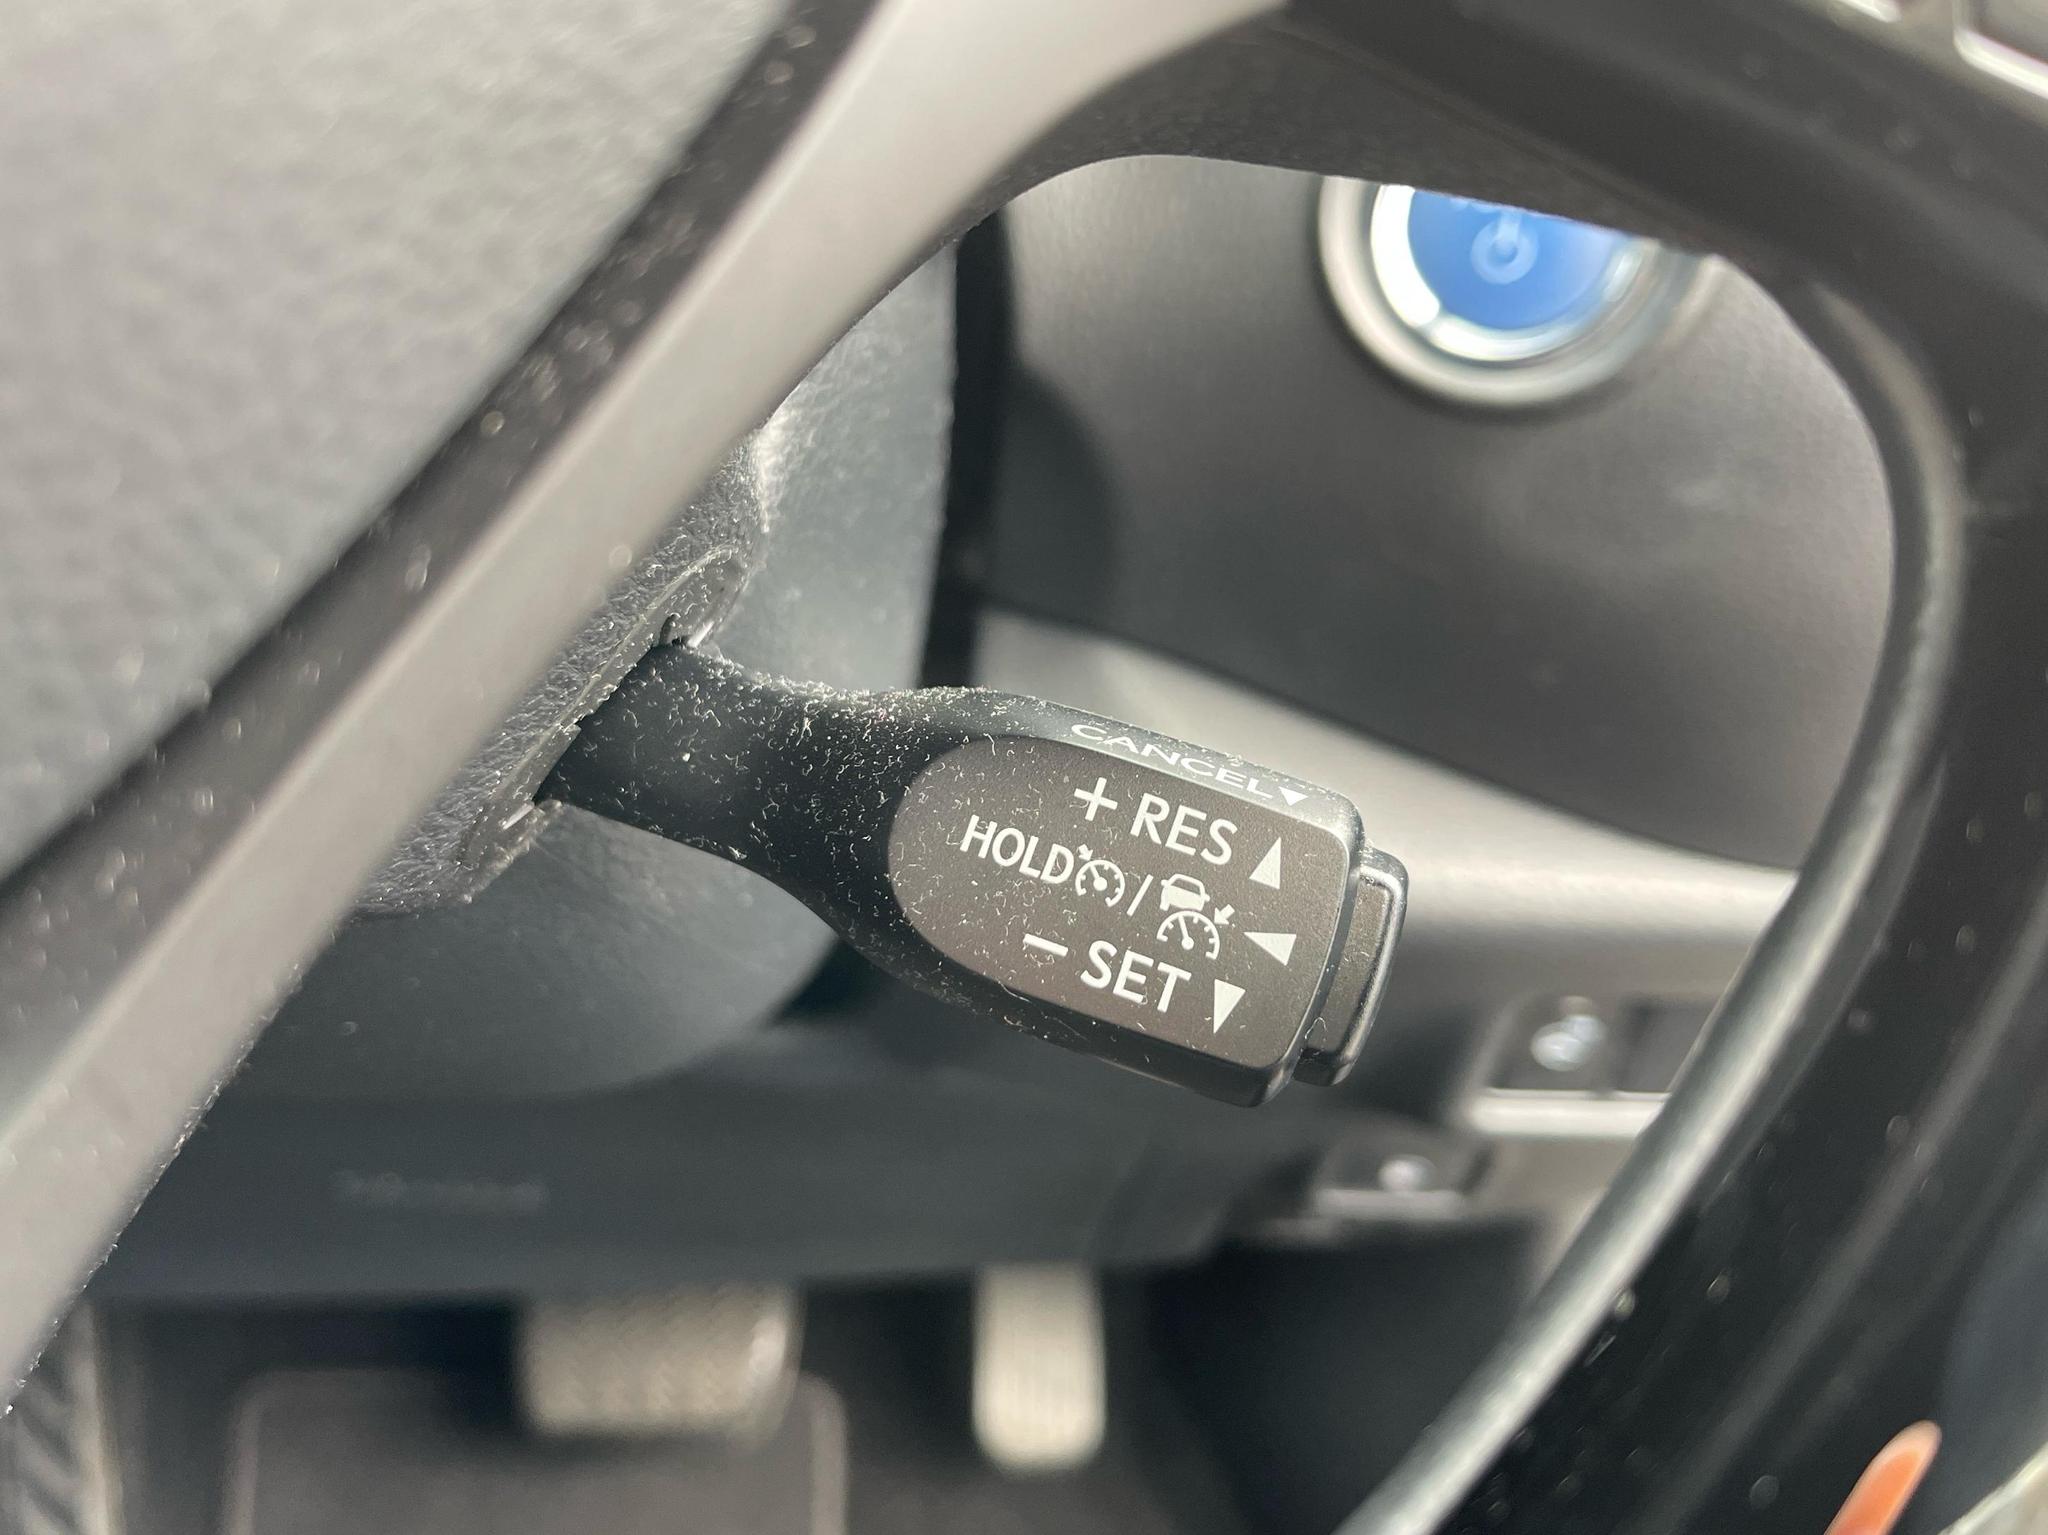 CANCEL▼
+ RES ▲
HOLD / ◀
− SET ▼